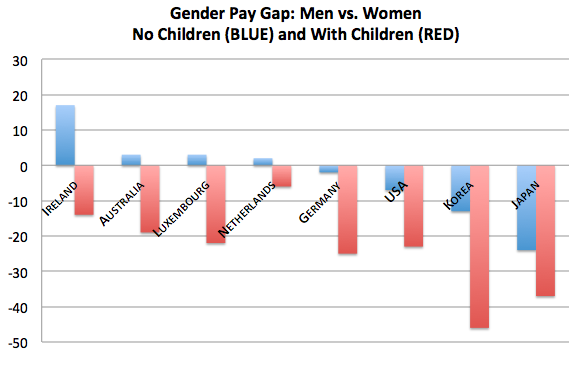 Gender Pay Gap: Men vs. Women
No Children (BLUE) and With Children (RED)
30
20
10
0
-10
-20
-30
-40
-50
Ireland
Australia
Luxembourg
Netherlands
Germany
USA
Korea
Japan